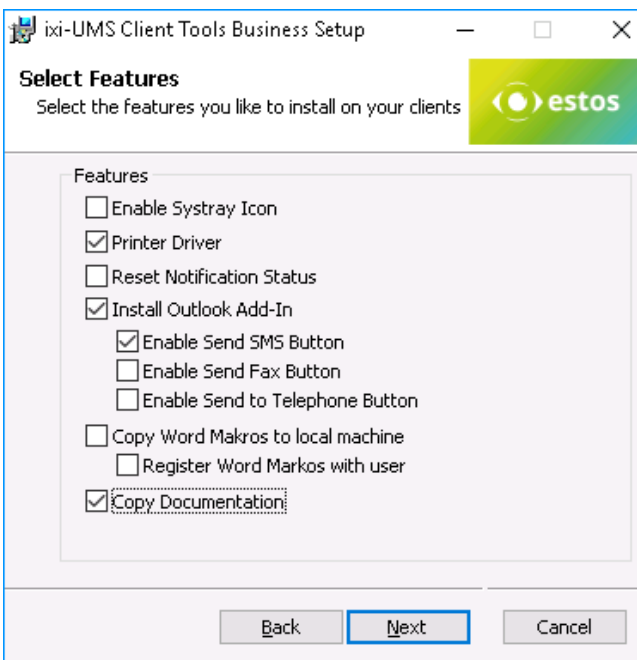 ixi-UMS Client Tools Business Setup
Select Features
Select the features you like to install on your clients
estos
Features
Enable Systray Icon
Printer Driver
Reset Notification Status
Install Outlook Add-In
Enable Send SMS Button
Enable Send Fax Button
Enable Send to Telephone Button
Copy Word Makros to local machine
Register Word Markos with user
Copy Documentation
Back
Next
Cancel